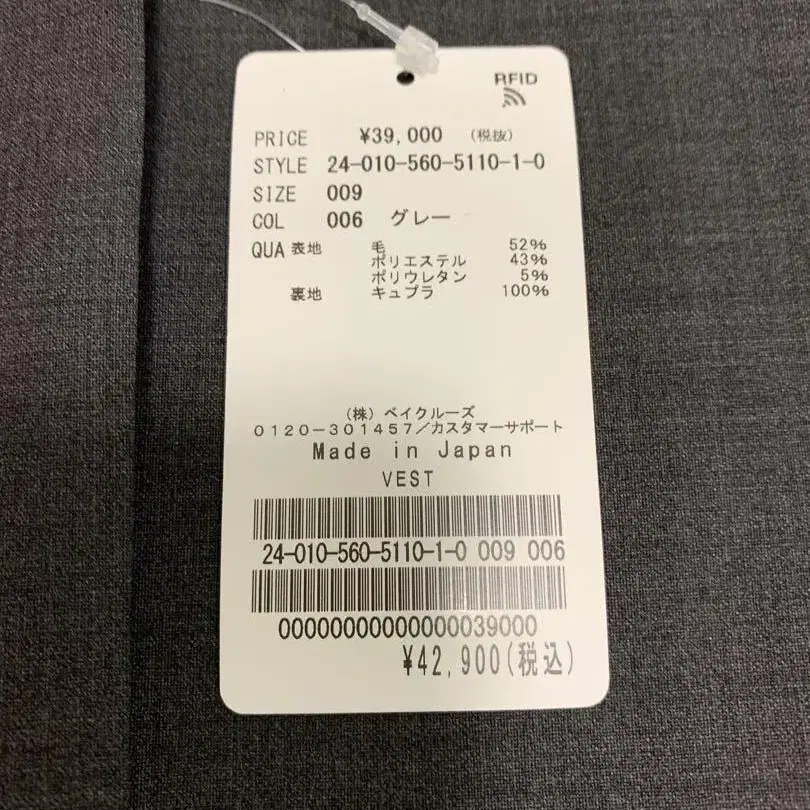 RFID
PRICE ¥39,000 (税抜)
STYLE 24-010-560-5110-1-0
SIZE 009
COL 006 グレー
QUA 表地 毛 52%
ポリエステル 43%
ポリウレタン 5%
裏地 キュプラ 100%
(株)ベイクルーズ
0120-301457/カスタマーサポート
Made in Japan
VEST
24-010-560-5110-1-0 009 006
00000000000000039000
¥42,900(税込)